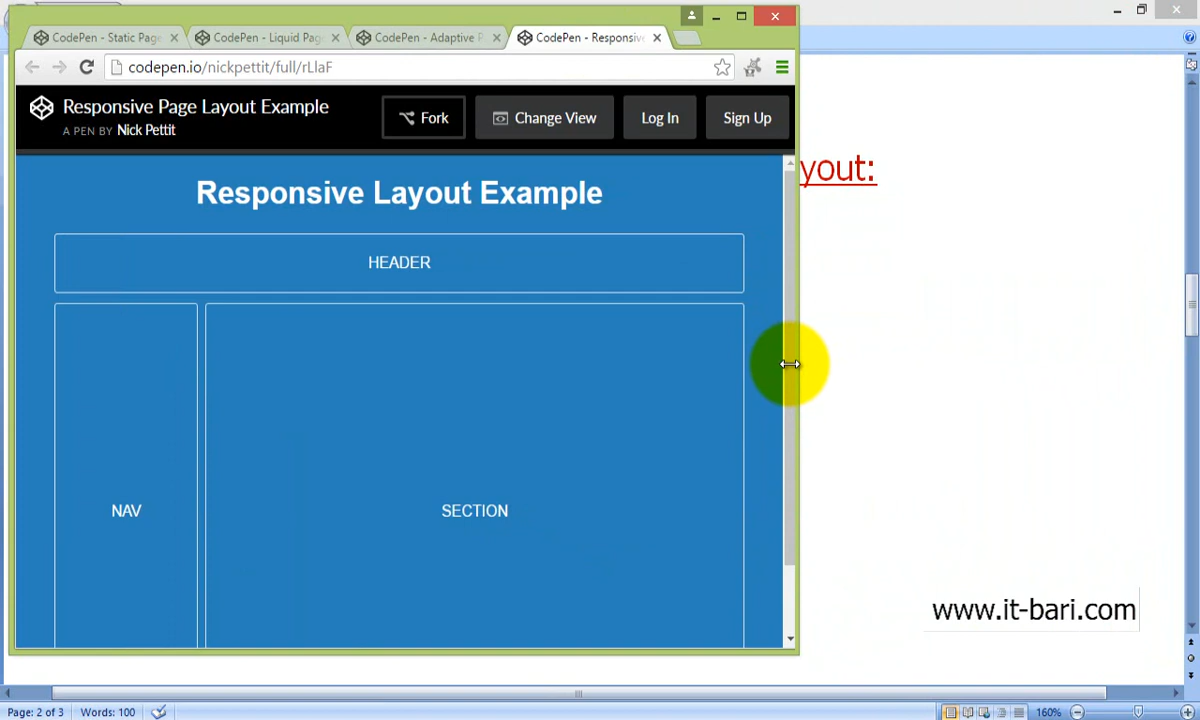 CodePen - Static Page
CodePen - Liquid Pag
CodePen - Adaptive P
CodePen - Responsive
codepen.io/nickpettit/full/rLlaF
Responsive Page Layout Example
A PEN BY Nick Pettit
Fork
Change View
Log In
Sign Up
yout:
Responsive Layout Example
HEADER
NAV
SECTION
www.it-bari.com
Page: 2 of 3
Words: 100
160%